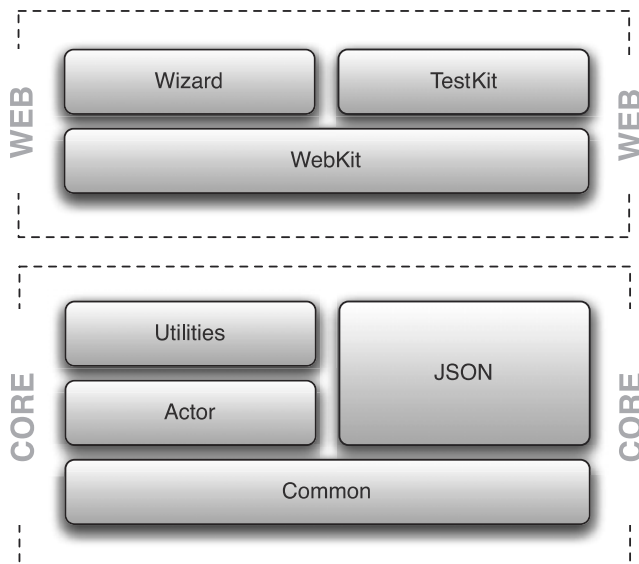 WEB
WEB
Wizard
TestKit
WebKit
CORE
CORE
Utilities
JSON
Actor
Common